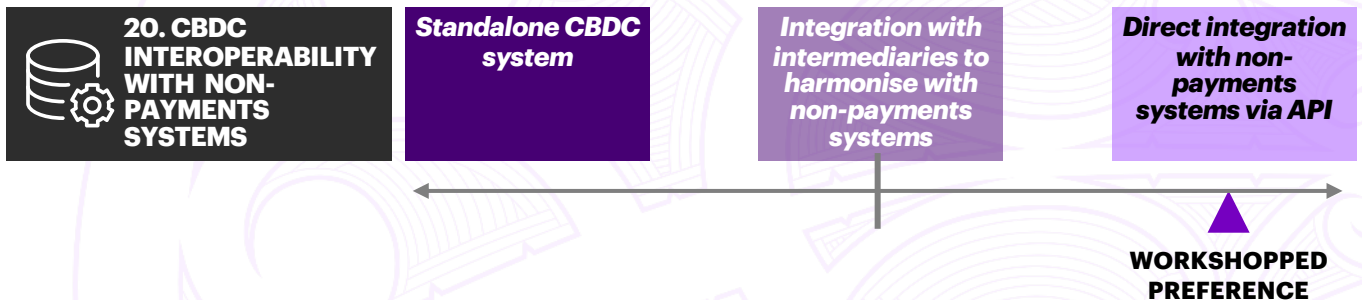 20. CBDC
INTEROPERABILITY
WITH NON-
PAYMENTS
SYSTEMS
Standalone CBDC
system
Integration with
intermediaries to
harmonise with
non-payments
systems
Direct integration
with non-
payments
systems via API
WORKSHOPPED
PREFERENCE